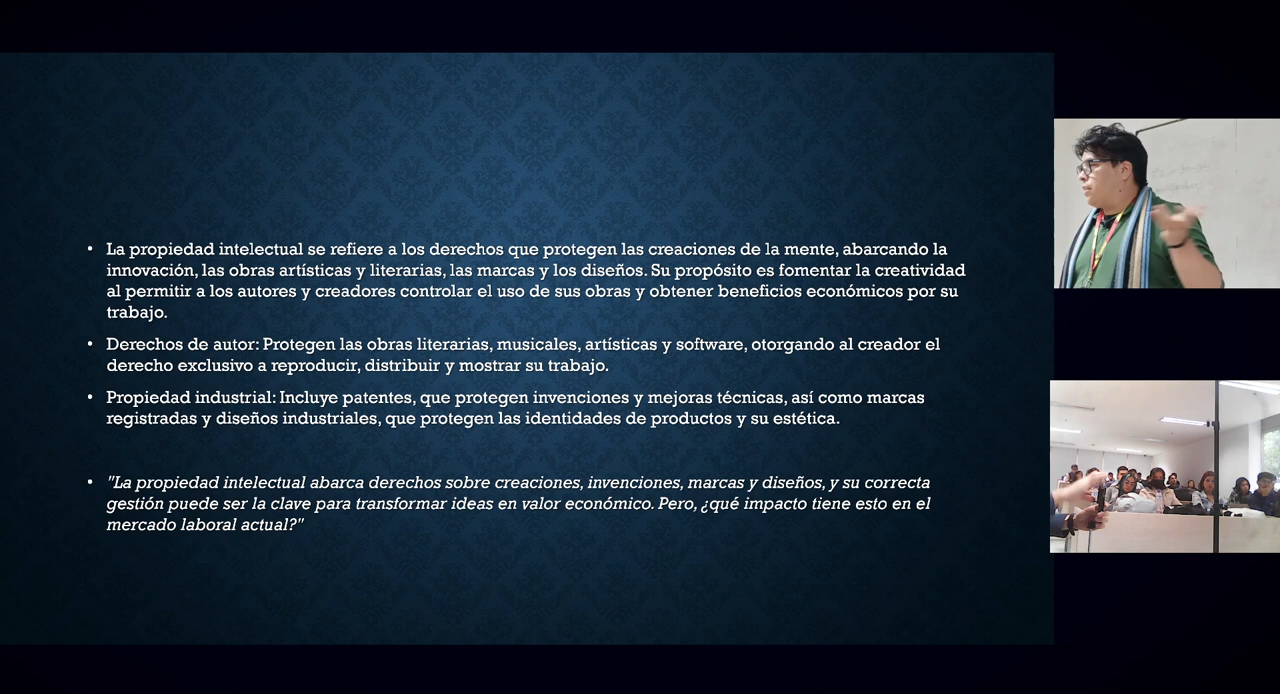 • La propiedad intelectual se refiere a los derechos que protegen las creaciones de la mente, abarcando la
innovación, las obras artísticas y literarias, las marcas y los diseños. Su propósito es fomentar la creatividad
al permitir a los autores y creadores controlar el uso de sus obras y obtener beneficios económicos por su
trabajo.
• Derechos de autor: Protegen las obras literarias, musicales, artísticas y software, otorgando al creador el
derecho exclusivo a reproducir, distribuir y mostrar su trabajo.
• Propiedad industrial: Incluye patentes, que protegen invenciones y mejoras técnicas, así como marcas
registradas y diseños industriales, que protegen las identidades de productos y su estética.
• "La propiedad intelectual abarca derechos sobre creaciones, invenciones, marcas y diseños, y su correcta
gestión puede ser la clave para transformar ideas en valor económico. Pero, ¿qué impacto tiene esto en el
mercado laboral actual?"